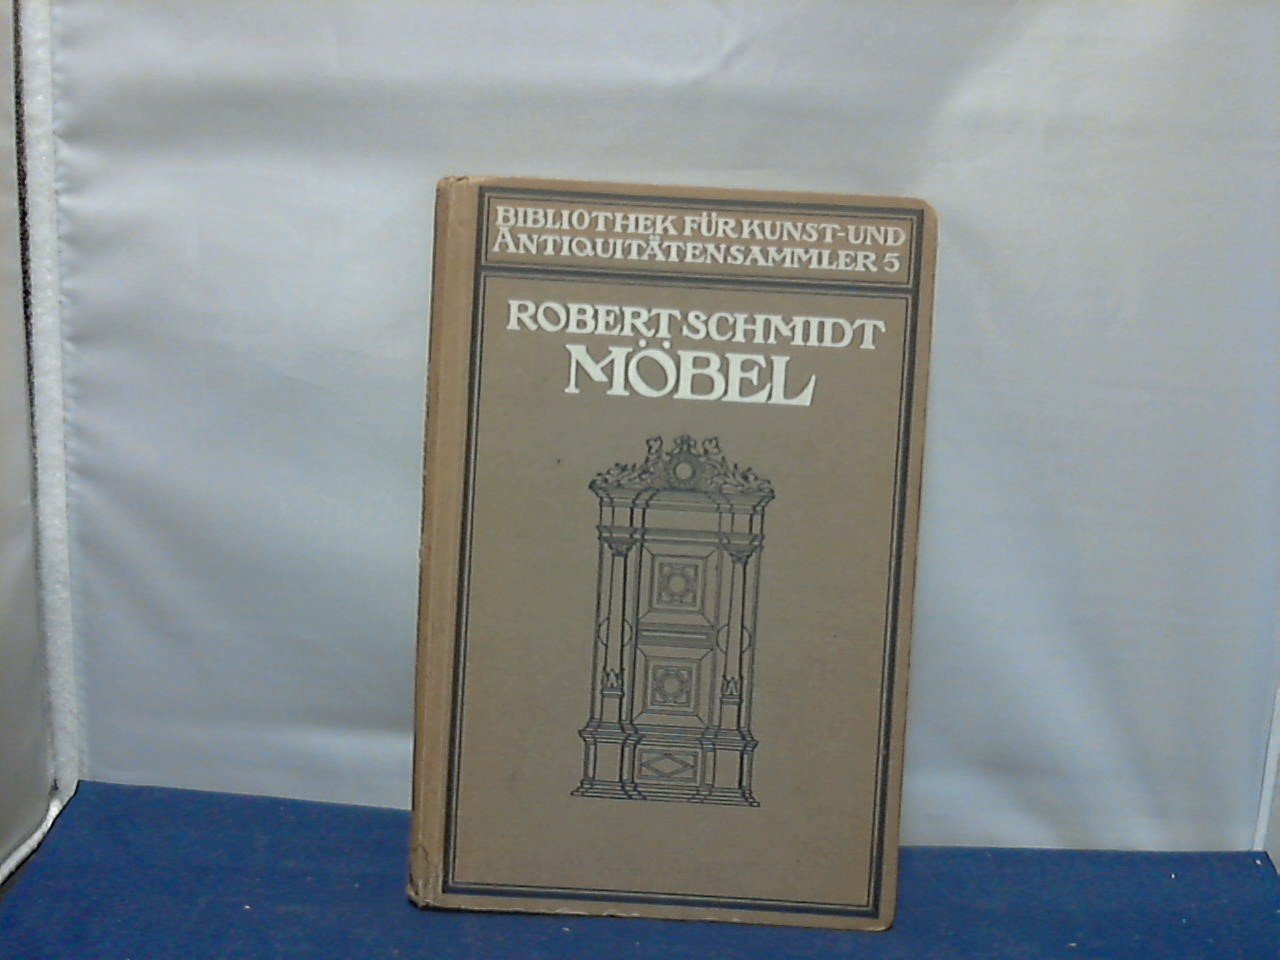 BIBLIOTHEK FÜR KUNST- UND
ANTIQUITÄTENSAMMLER 5
ROBERT SCHMIDT
MÖBEL